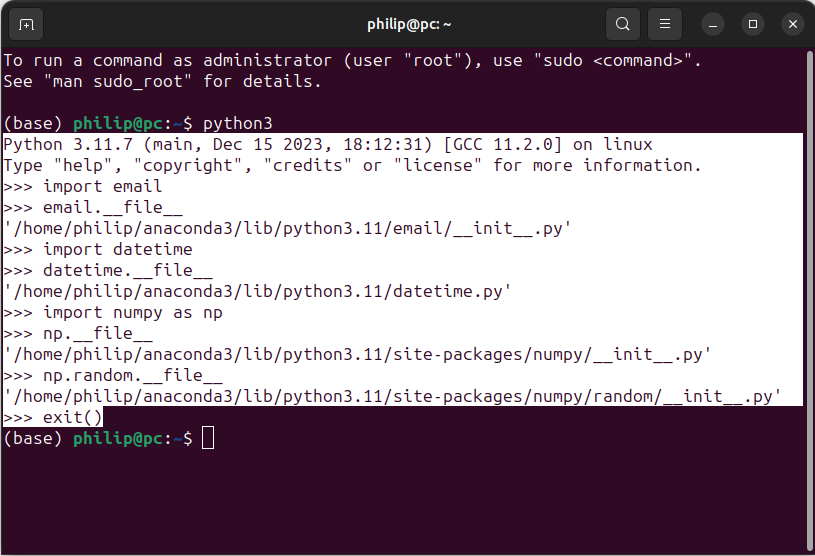 philip@pc: ~
To run a command as administrator (user "root"), use "sudo <command>".
See "man sudo_root" for details.
(base) philip@pc:~$ python3
Python 3.11.7 (main, Dec 15 2023, 18:12:31) [GCC 11.2.0] on linux
Type "help", "copyright", "credits" or "license" for more information.
>>> import email
>>> email.__file__
'/home/philip/anaconda3/lib/python3.11/email/__init__.py'
>>> import datetime
>>> datetime.__file__
'/home/philip/anaconda3/lib/python3.11/datetime.py'
>>> import numpy as np
>>> np.__file__
'/home/philip/anaconda3/lib/python3.11/site-packages/numpy/__init__.py'
>>> np.random.__file__
'/home/philip/anaconda3/lib/python3.11/site-packages/numpy/random/__init__.py'
>>> exit()
(base) philip@pc:~$